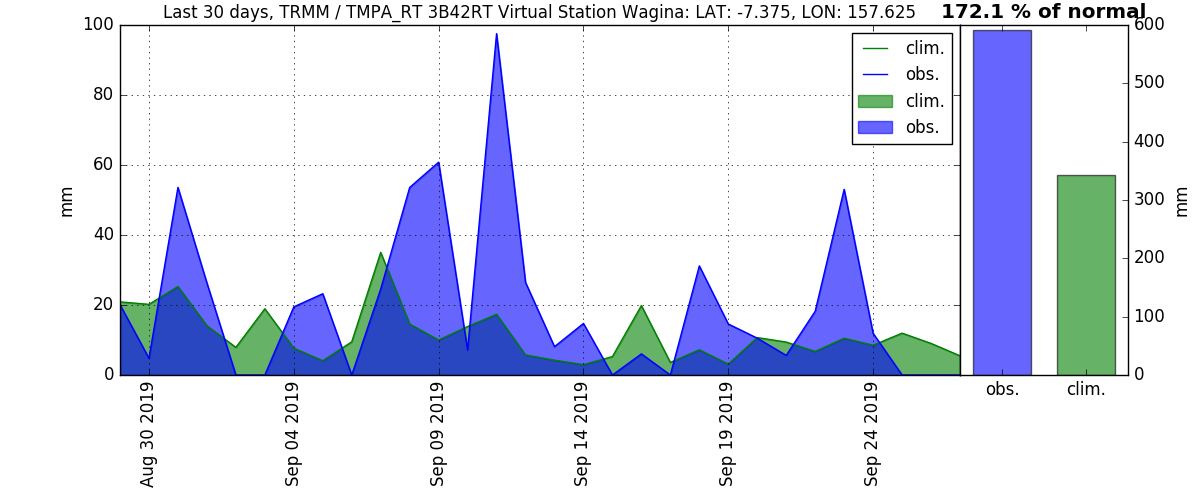 Last 30 days, TRMM / TMPA_RT 3B42RT Virtual Station Wagina: LAT: -7.375, LON: 157.625
172.1 % of normal
100
80
60
40
20
0
mm
clim.
obs.
clim.
obs.
Aug 30 2019
Sep 04 2019
Sep 09 2019
Sep 14 2019
Sep 19 2019
Sep 24 2019
600
500
400
300
200
100
0
mm
obs.
clim.